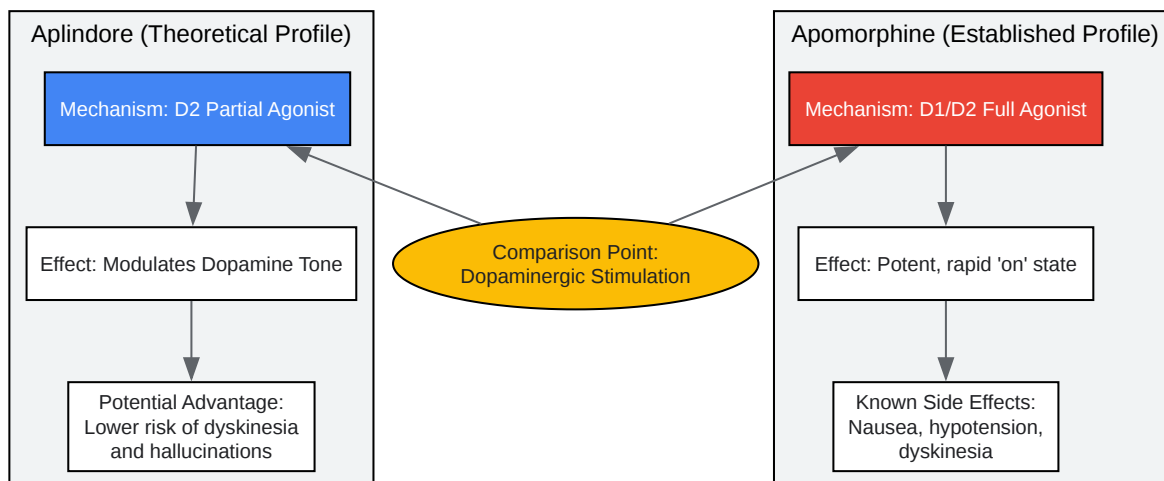 Aplindore (Theoretical Profile)
Mechanism: D2 Partial Agonist
Effect: Modulates Dopamine Tone
Potential Advantage:
Lower risk of dyskinesia
and hallucinations
Comparison Point:
Dopaminergic Stimulation
Apomorphine (Established Profile)
Mechanism: D1/D2 Full Agonist
Effect: Potent, rapid 'on' state
Known Side Effects:
Nausea, hypotension,
dyskinesia